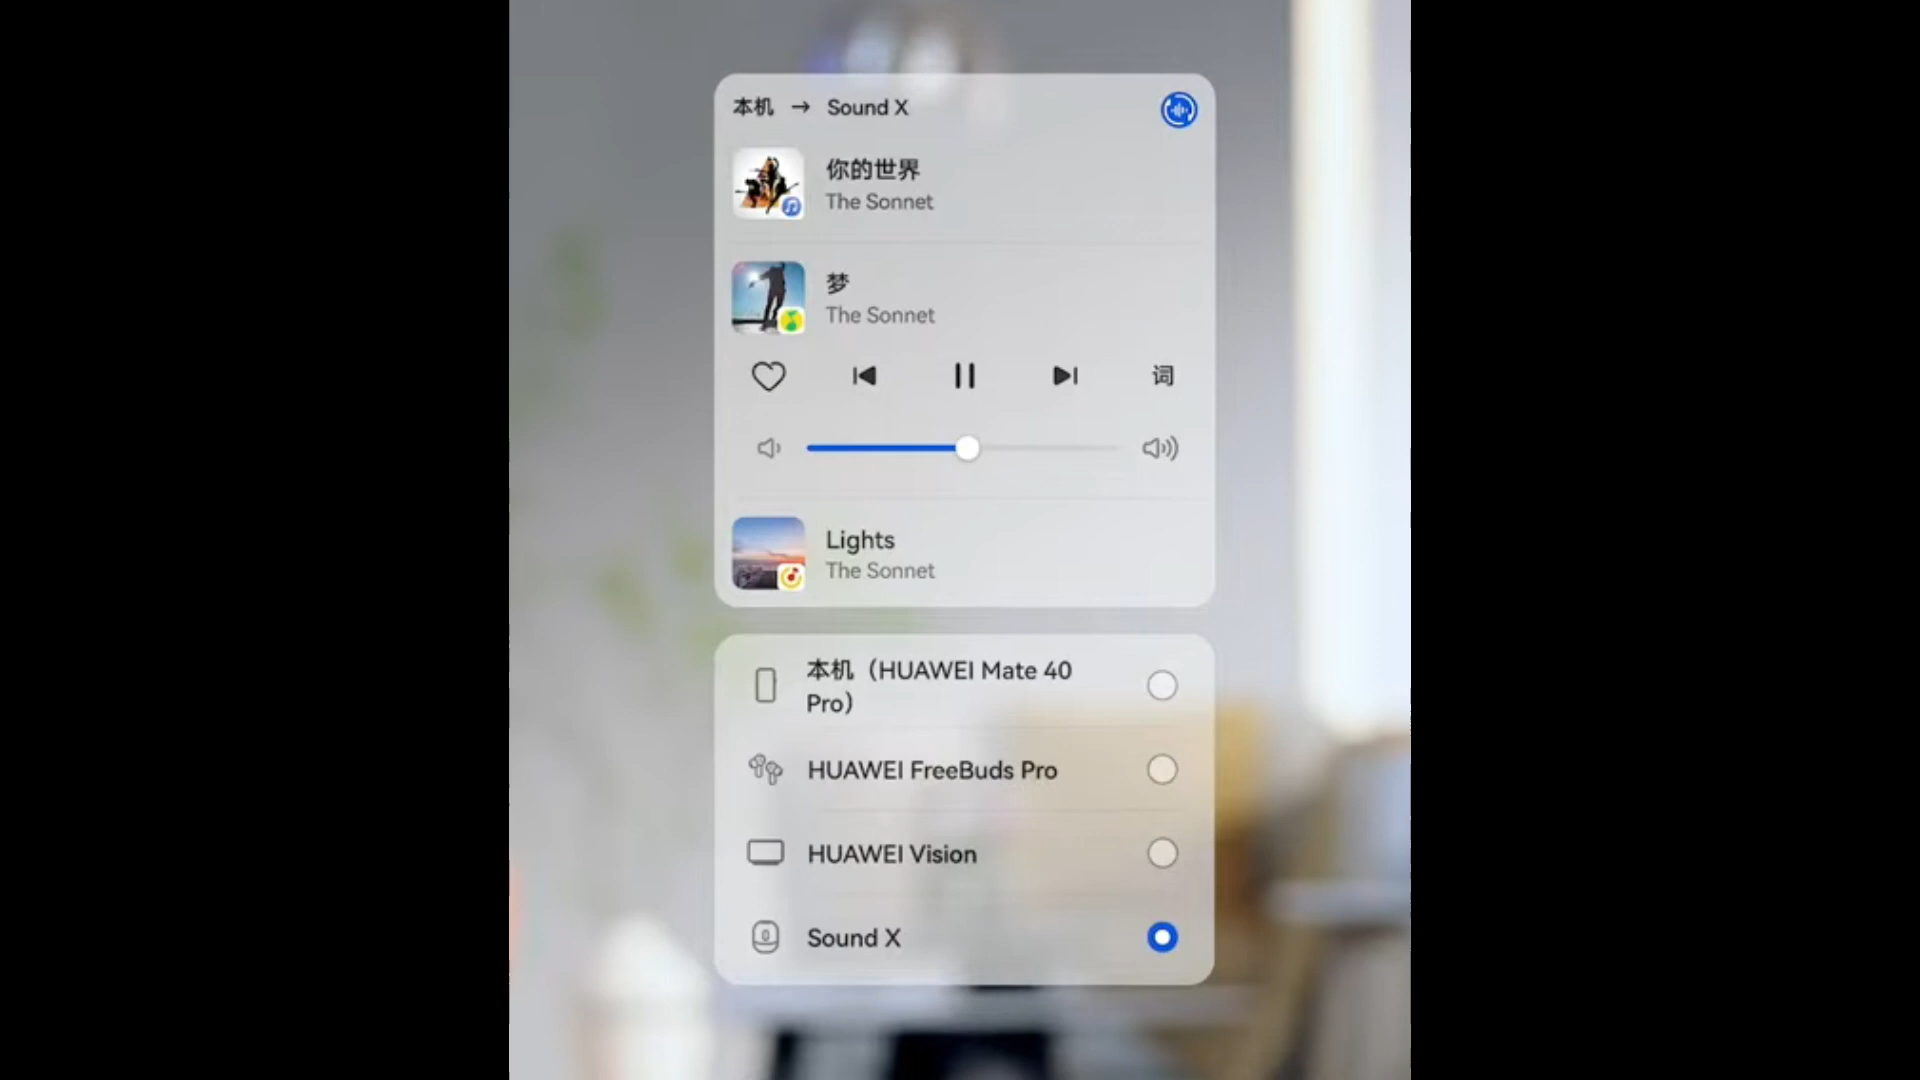 本机 → Sound X
你的世界
The Sonnet
梦
The Sonnet
词
Lights
The Sonnet
本机（HUAWEI Mate 40
Pro）
HUAWEI FreeBuds Pro
HUAWEI Vision
Sound X